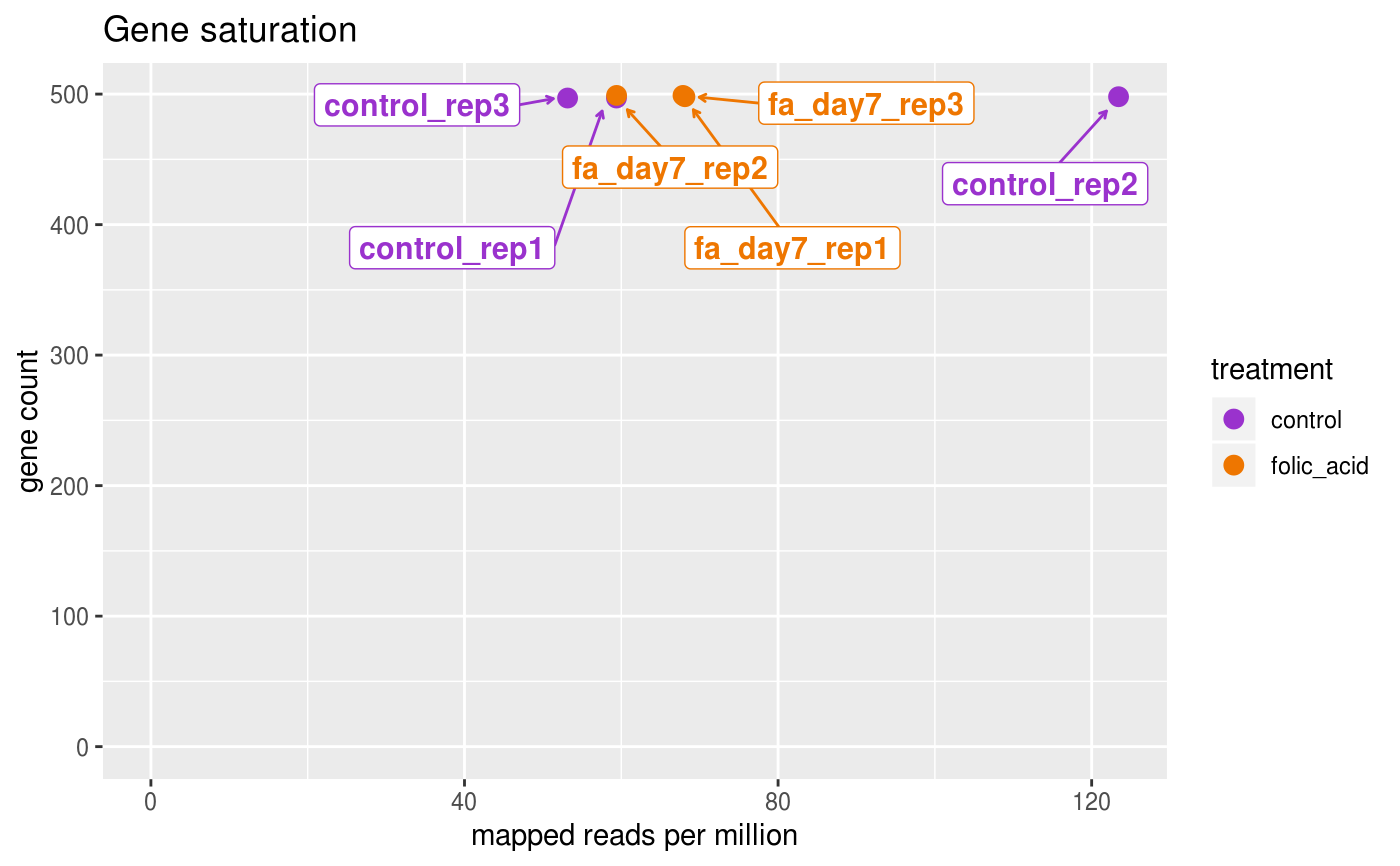 Gene saturation
500
400
300
200
100
0
gene count
control_rep3
fa_day7_rep3
fa_day7_rep2
control_rep2
control_rep1
fa_day7_rep1
0
40
80
120
mapped reads per million
treatment
control
folic_acid